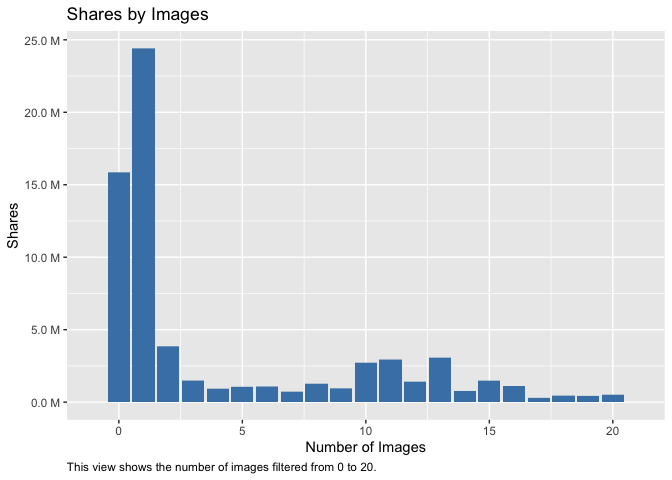 Shares by Images
25.0 M
20.0 M
15.0 M
10.0 M
5.0 M
0.0 M
Shares
0 5 10 15 20
Number of Images
This view shows the number of images filtered from 0 to 20.